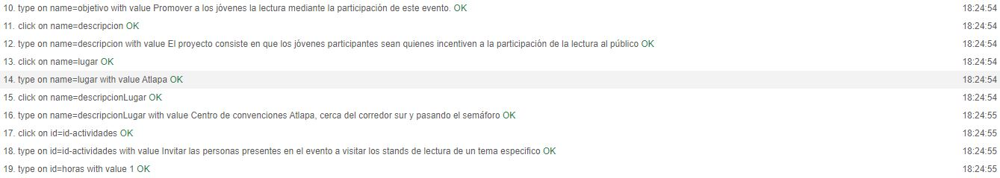 10. type on name=objetivo with value Promover a los jóvenes la lectura mediante la participación de este evento. OK 18:24:54
11. click on name=descripcion OK 18:24:54
12. type on name=descripcion with value El proyecto consiste en que los jóvenes participantes sean quienes incentiven a la participación de la lectura al público OK 18:24:54
13. click on name=lugar OK 18:24:54
14. type on name=lugar with value Atlapa OK 18:24:54
15. click on name=descripcionLugar OK 18:24:54
16. type on name=descripcionLugar with value Centro de convenciones Atlapa, cerca del corredor sur y pasando el semáforo OK 18:24:55
17. click on id=id-actividades OK 18:24:55
18. type on id=id-actividades with value Invitar las personas presentes en el evento a visitar los stands de lectura de un tema especifico OK 18:24:55
19. type on id=horas with value 1 OK 18:24:55